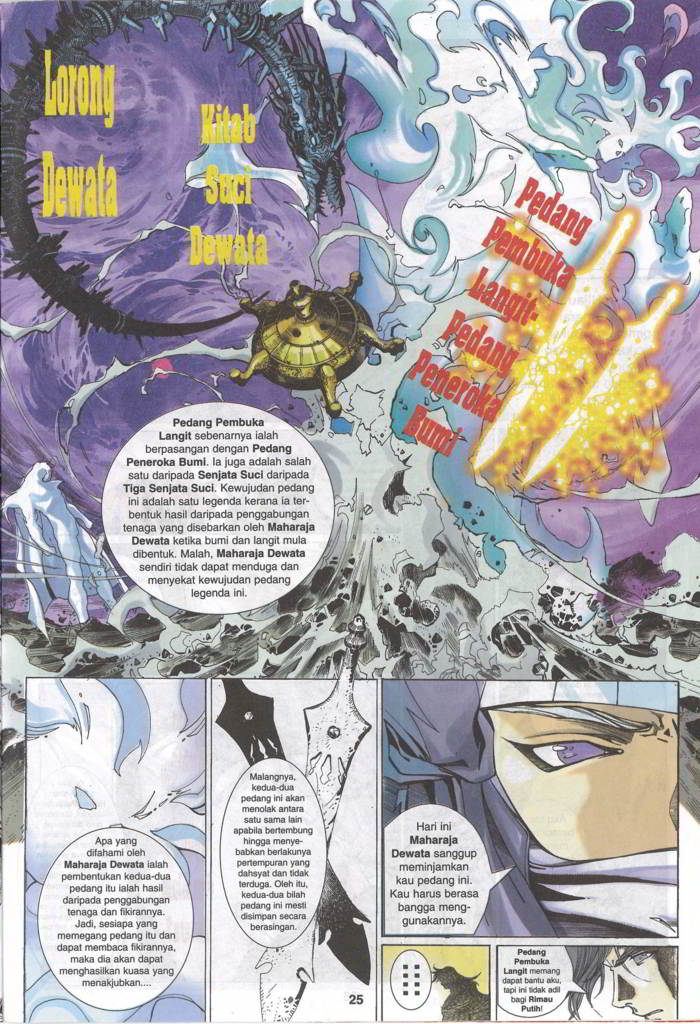 Lorong
Dewata
Kitab
Suci
Dewata
Pedang
Pembuka
Langit-
Pedang
Peneroka
Bumi
Pedang Pembuka
Langit sebenarnya ialah
berpasangan dengan Pedang
Peneroka Bumi. Ia juga adalah salah
satu daripada Senjata Suci daripada
Tiga Senjata Suci. Kewujudan pedang
ini adalah satu legenda kerana ia ter-
bentuk hasil daripada penggabungan
tenaga yang disebarkan oleh Maharaja
Dewata ketika bumi dan langit mula
dibentuk. Malah, Maharaja Dewata
sendiri tidak dapat menduga dan
menyekat kewujudan pedang
legenda ini.
Apa yang
difahami oleh
Maharaja Dewata ialah
pembentukan kedua-dua
pedang itu ialah hasil
daripada penggabungan
tenaga dan fikirannya.
Jadi, sesiapa yang
memegang pedang itu dan
dapat membaca fikirannya,
maka dia akan dapat
menghasilkan kuasa yang
menakjubkan....
Malangnya,
kedua-dua
pedang ini akan
menolak antara
satu sama lain
apabila bertembung
hingga menye-
babkan berlakunya
pertempuran yang
dahsyat dan tidak
terduga. Oleh itu,
kedua-dua bilah
pedang ini mesti
disimpan secara
berasingan.
Hari ini
Maharaja
Dewata sanggup
meminjamkan
kau pedang ini.
Kau harus berasa
bangga meng-
gunakannya.
Pedang
Pembuka
Langit memang
dapat bantu aku,
tapi ini tidak adil
bagi Rimau
Putih!
25